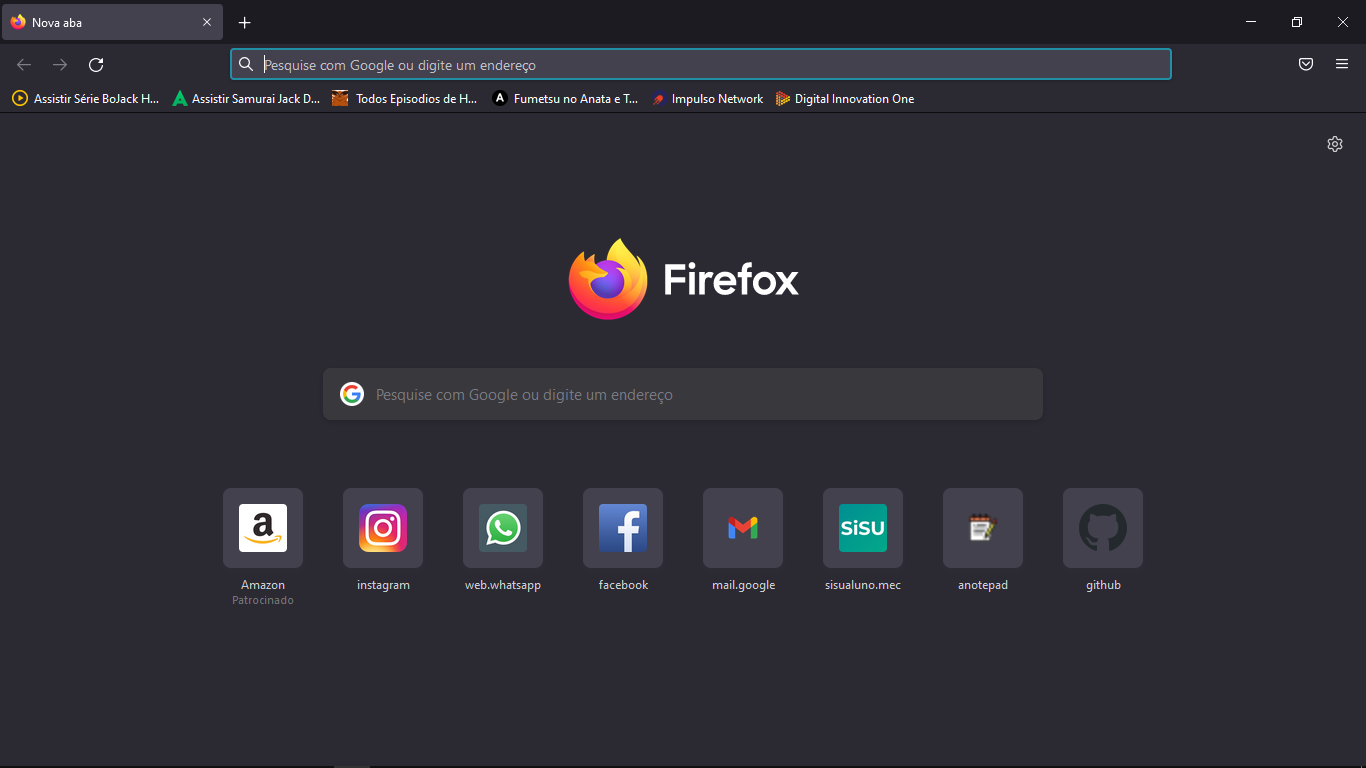 Nova aba
Pesquise com Google ou digite um endereço
Assistir Série BoJack H... Assistir Samurai Jack D... Todos Episodios de H... Fumetsu no Anata e T... Impulso Network Digital Innovation One
Firefox
Pesquise com Google ou digite um endereço
Amazon instagram web.whatsapp facebook mail.google sisualuno.mec anotepad github
Patrocinado